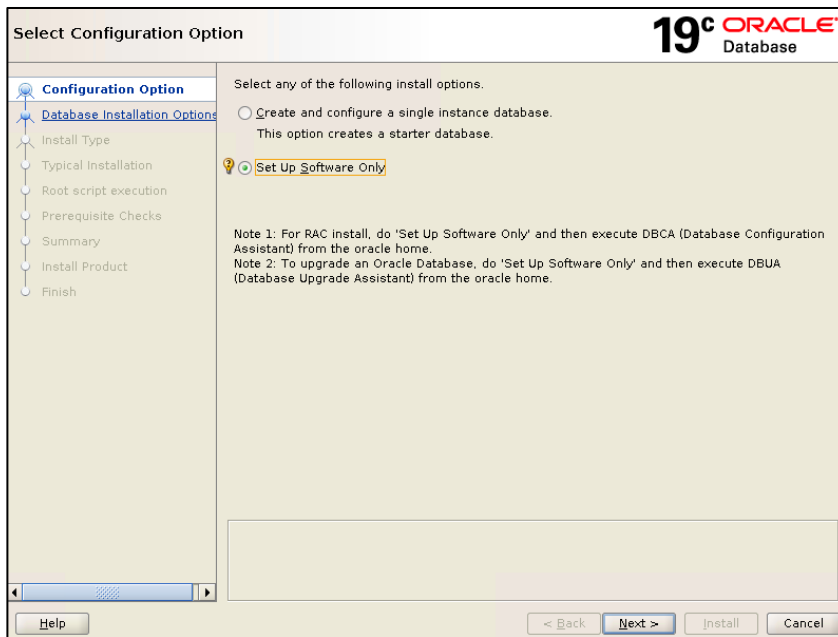 Select Configuration Option
19c ORACLE
Database
Configuration Option
Database Installation Options
Install Type
Typical Installation
Root script execution
Prerequisite Checks
Summary
Install Product
Finish
Select any of the following install options.
Create and configure a single instance database.
This option creates a starter database.
Set Up Software Only
Note 1: For RAC install, do 'Set Up Software Only' and then execute DBCA (Database Configuration
Assistant) from the oracle home.
Note 2: To upgrade an Oracle Database, do 'Set Up Software Only' and then execute DBUA
(Database Upgrade Assistant) from the oracle home.
Help
< Back
Next >
Install
Cancel